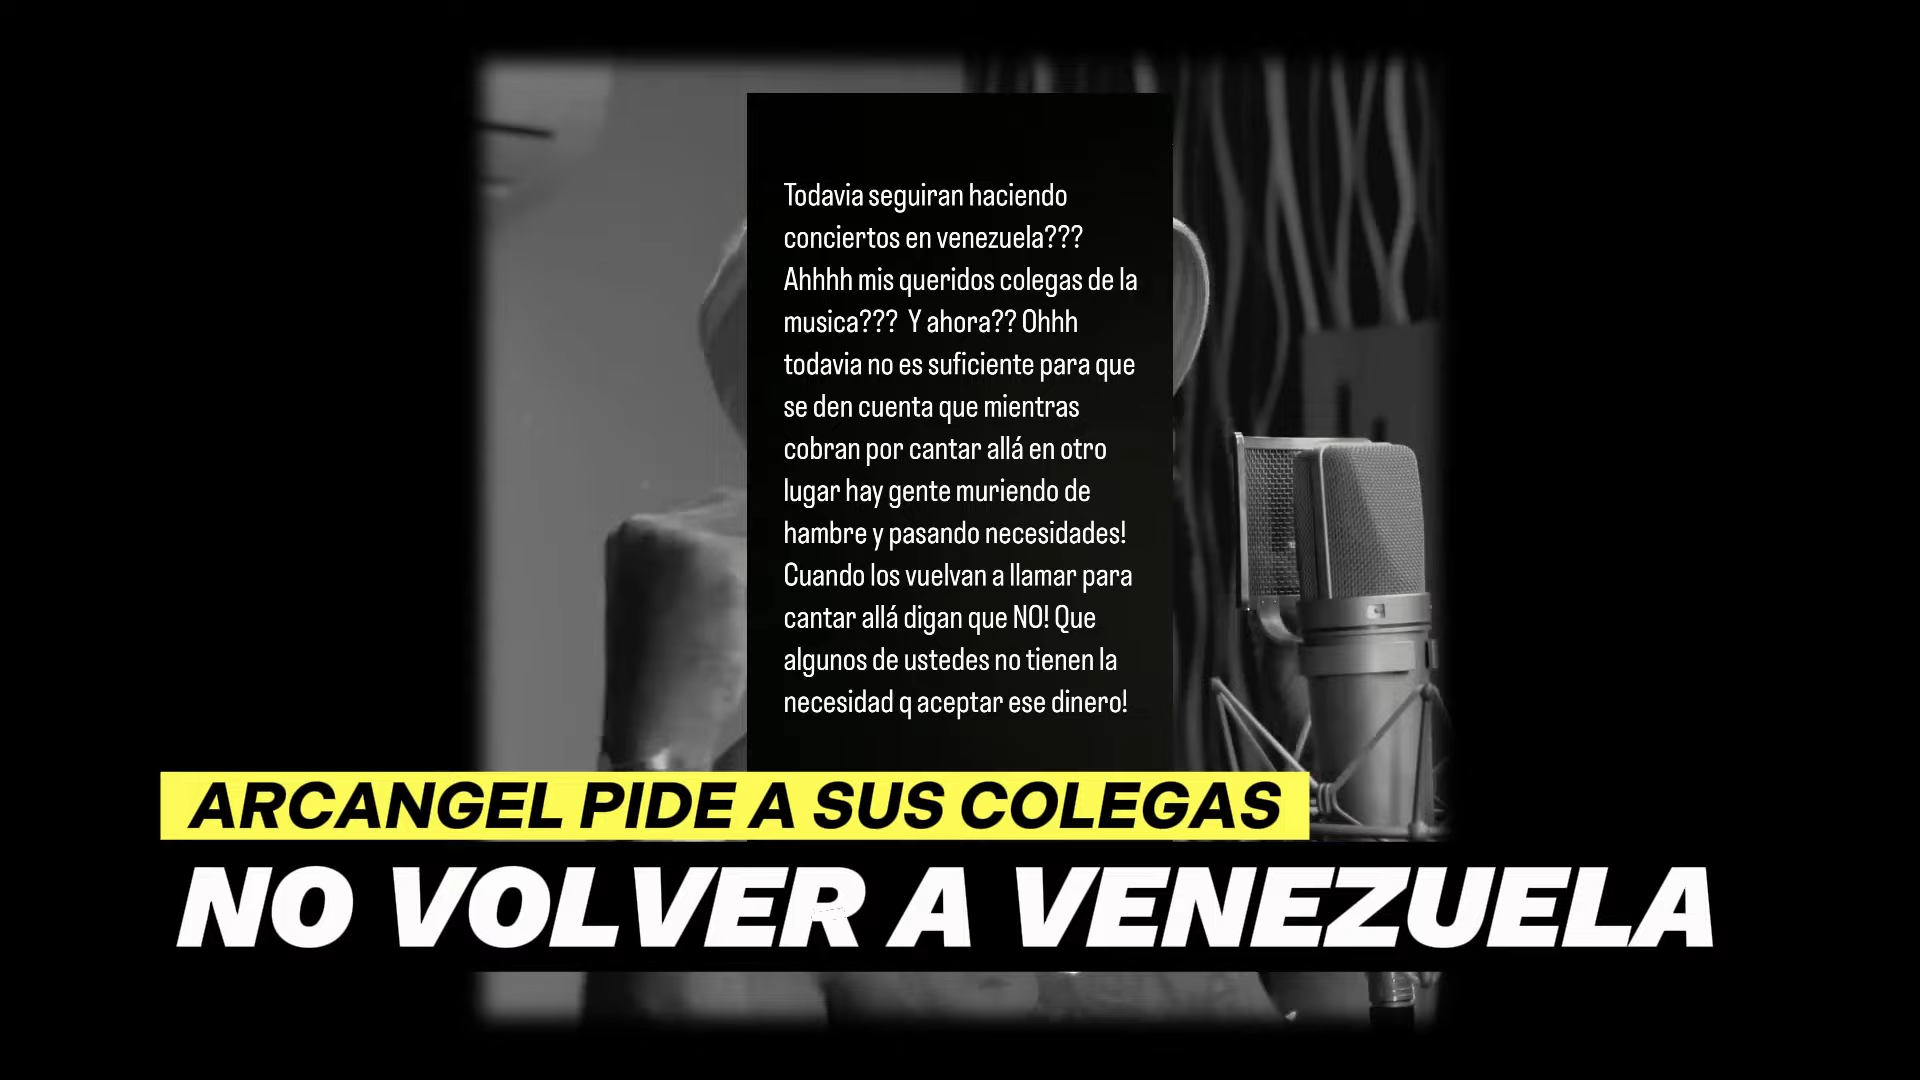 Todavia seguiran haciendo
conciertos en venezuela???
Ahhhh mis queridos colegas de la
musica??? Y ahora?? Ohhh
todavia no es suficiente para que
se den cuenta que mientras
cobran por cantar allá en otro
lugar hay gente muriendo de
hambre y pasando necesidades!
Cuando los vuelvan a llamar para
cantar allá digan que NO! Que
algunos de ustedes no tienen la
necesidad q aceptar ese dinero!
ARCANGEL PIDE A SUS COLEGAS
NO VOLVER A VENEZUELA